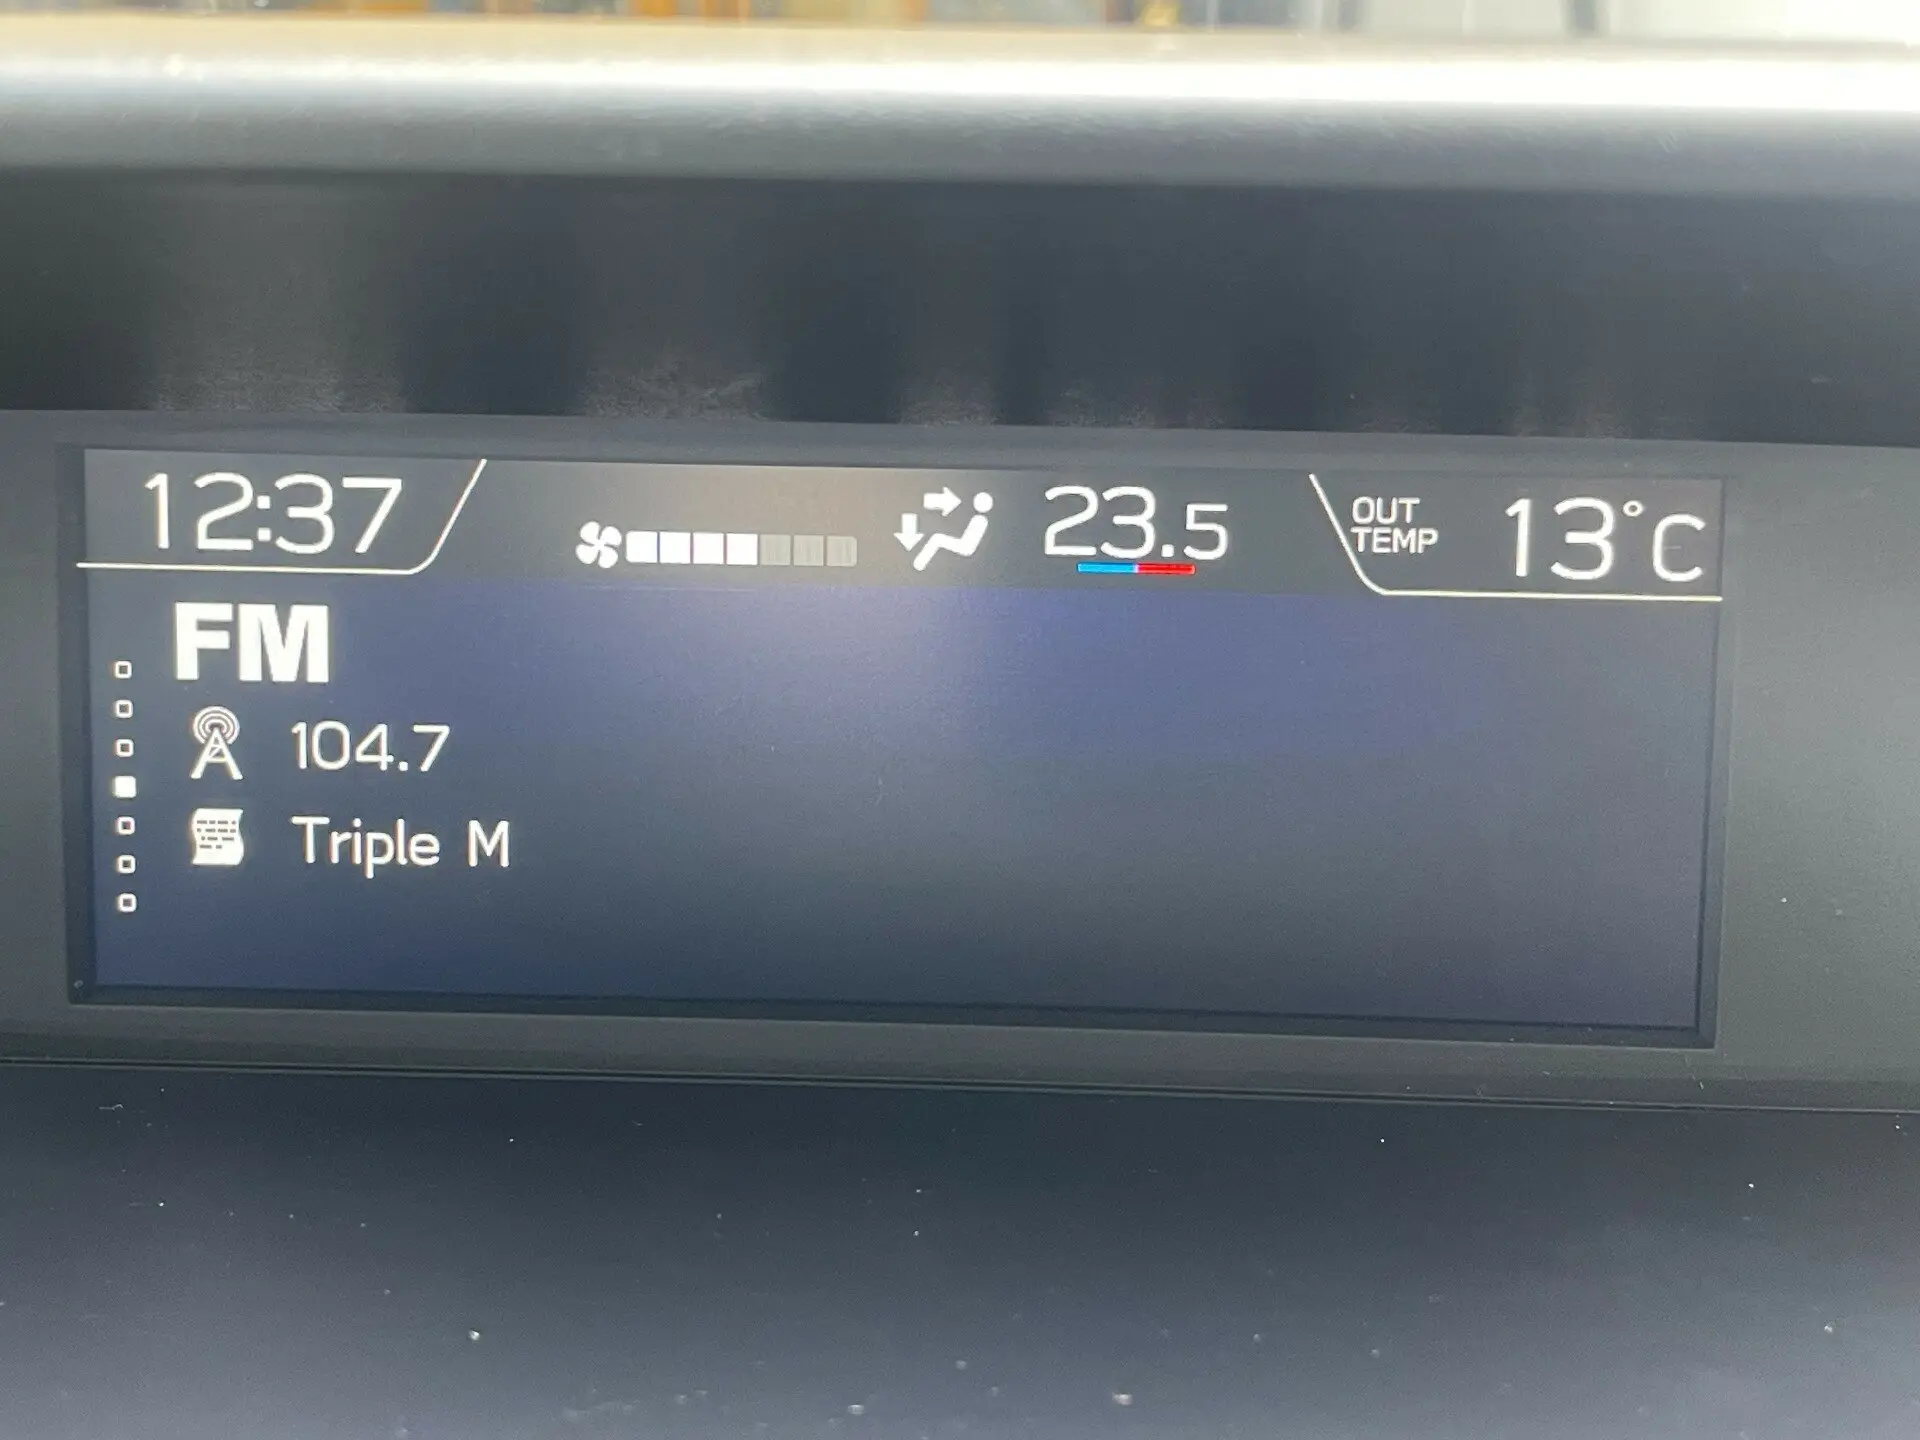 12:37
23.5
OUT TEMP 13°C
FM
104.7
Triple M